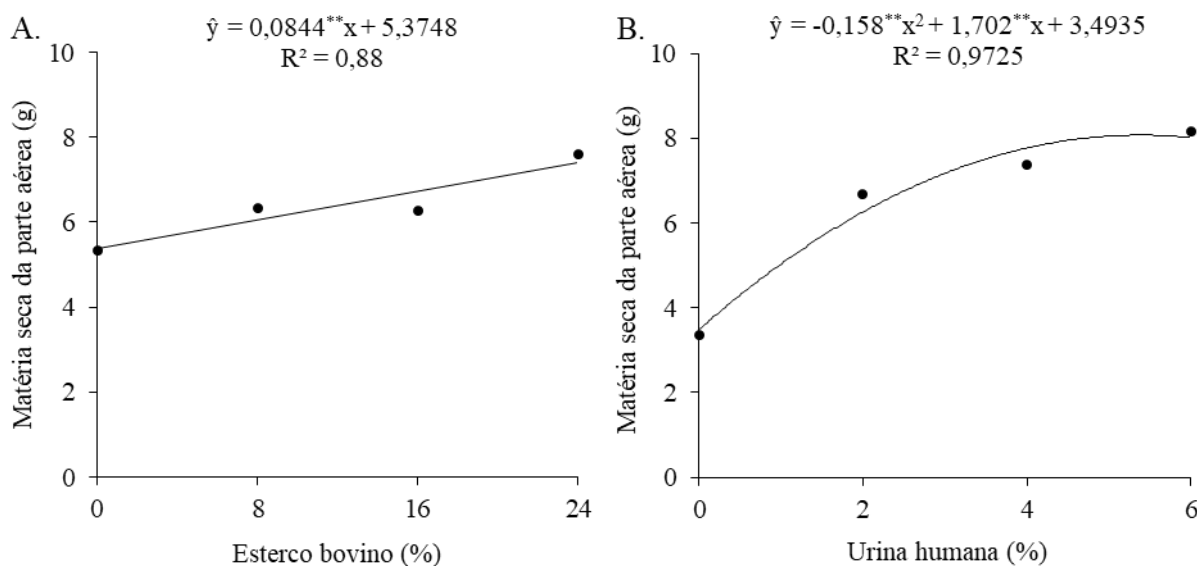 A.
ŷ = 0,0844**x + 5,3748
R² = 0,88
Matéria seca da parte aérea (g)
10
8
6
4
2
0
0 8 16 24
Esterco bovino (%)
B.
ŷ = -0,158**x² + 1,702**x + 3,4935
R² = 0,9725
Matéria seca da parte aérea (g)
10
8
6
4
2
0
0 2 4 6
Urina humana (%)